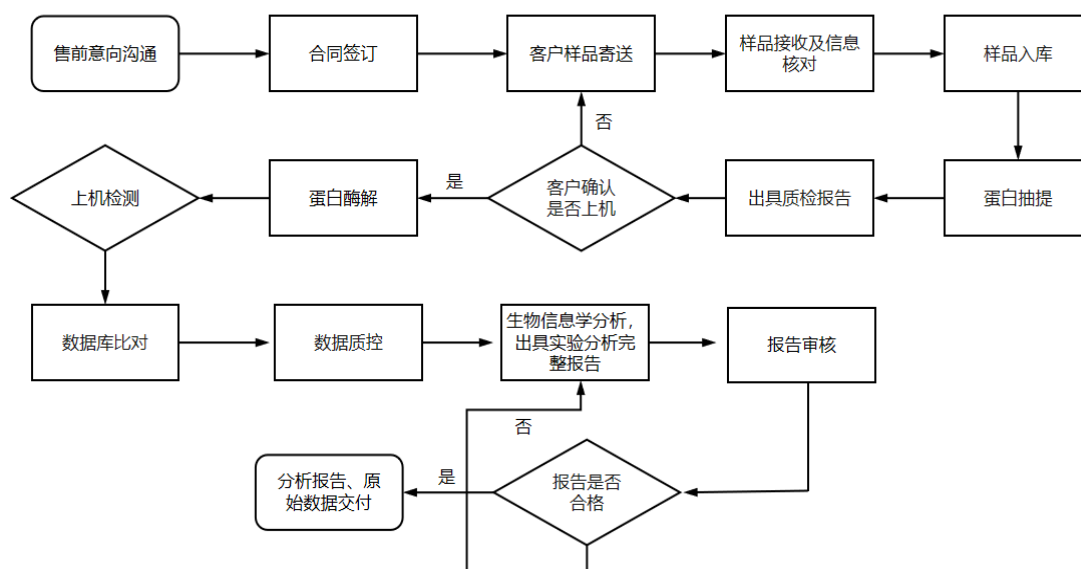 售前意向沟通
合同签订
客户样品寄送
样品接收及信息
核对
样品入库
否
上机检测
蛋白酶解
是
客户确认
是否上机
出具质检报告
蛋白抽提
数据库比对
数据质控
生物信息学分析，
出具实验分析完
整报告
报告审核
否
分析报告、原
始数据交付
是
报告是否
合格